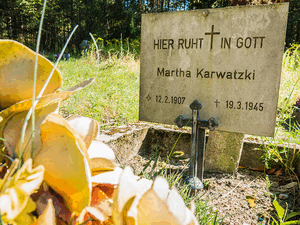 HIER RUHT ✝ IN GOTT
Martha Karwatzki
✢ 12.2.1907 ✝ 19.3.1945